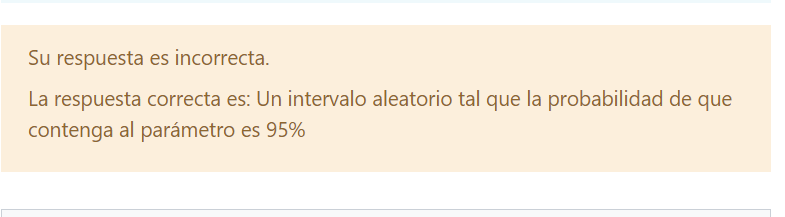 Su respuesta es incorrecta.
La respuesta correcta es: Un intervalo aleatorio tal que la probabilidad de que
contenga al parámetro es 95%